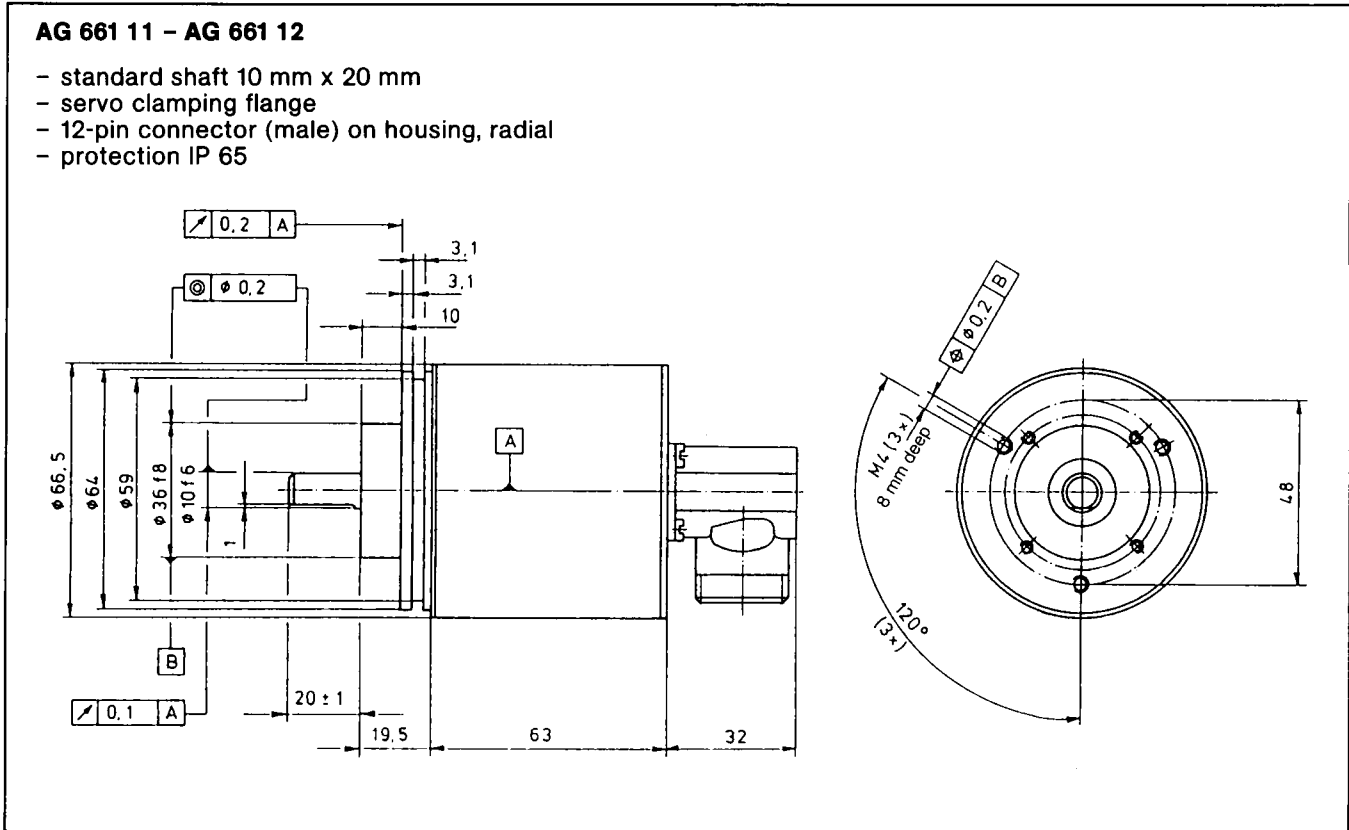 AG 661 11 – AG 661 12
– standard shaft 10 mm x 20 mm
– servo clamping flange
– 12-pin connector (male) on housing, radial
– protection IP 65
↗ 0,2 A
3,1
◎ ϕ 0,2
3,1
10
ϕ 66,5
ϕ 64
ϕ 59
ϕ 36 f8
ϕ 10 f6
1
A
B
↗ 0,1 A
20 ± 1
19,5
63
32
⌖ ϕ 0,2 B
M4 (3×)
8 mm deep
120°
(3×)
48